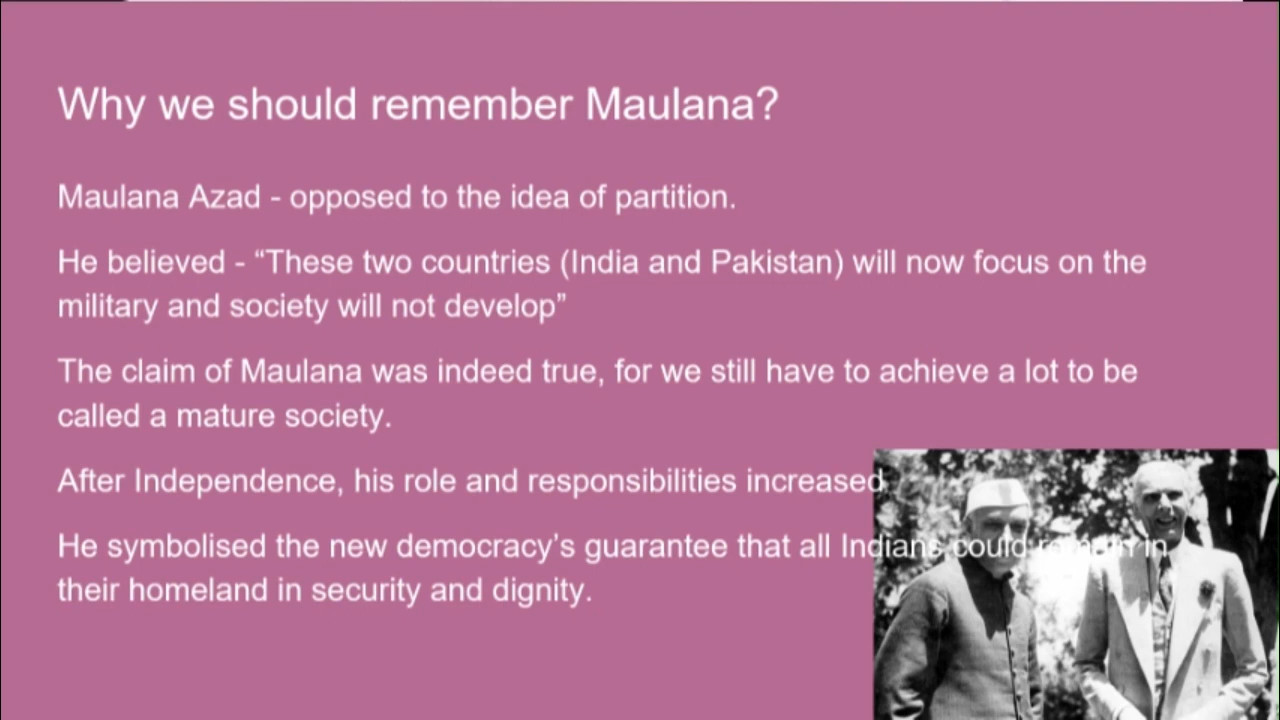 Why we should remember Maulana?
Maulana Azad - opposed to the idea of partition.
He believed - “These two countries (India and Pakistan) will now focus on the
military and society will not develop”
The claim of Maulana was indeed true, for we still have to achieve a lot to be
called a mature society.
After Independence, his role and responsibilities increased
He symbolised the new democracy’s guarantee that all Indians could remain in
their homeland in security and dignity.